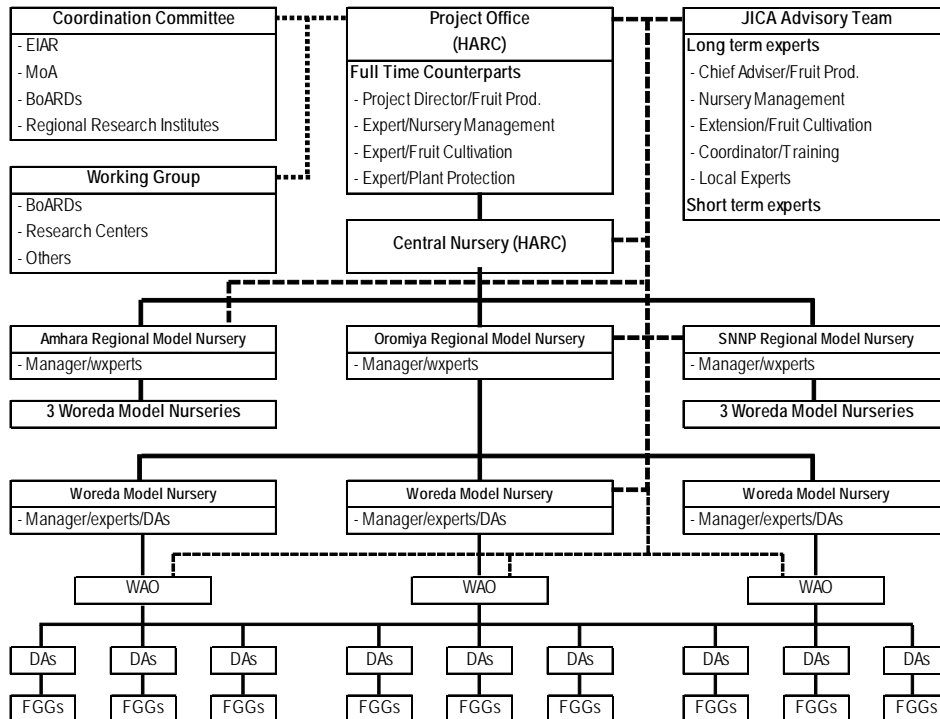 Coordination Committee
- EIAR
- MoA
- BoARDs
- Regional Research Institutes
Working Group
- BoARDs
- Research Centers
- Others
Project Office
(HARC)
Full Time Counterparts
- Project Director/Fruit Prod.
- Expert/Nursery Management
- Expert/Fruit Cultivation
- Expert/Plant Protection
JICA Advisory Team
Long term experts
- Chief Adviser/Fruit Prod.
- Nursery Management
- Extension/Fruit Cultivation
- Coordinator/Training
- Local Experts
Short term experts
Central Nursery (HARC)
Amhara Regional Model Nursery
- Manager/wxperts
3 Woreda Model Nurseries
Oromiya Regional Model Nursery
- Manager/wxperts
SNNP Regional Model Nursery
- Manager/wxperts
3 Woreda Model Nurseries
Woreda Model Nursery
- Manager/experts/DAs
Woreda Model Nursery
- Manager/experts/DAs
Woreda Model Nursery
- Manager/experts/DAs
WAO
WAO
WAO
DAs
DAs
DAs
DAs
DAs
DAs
DAs
DAs
DAs
FGGs
FGGs
FGGs
FGGs
FGGs
FGGs
FGGs
FGGs
FGGs